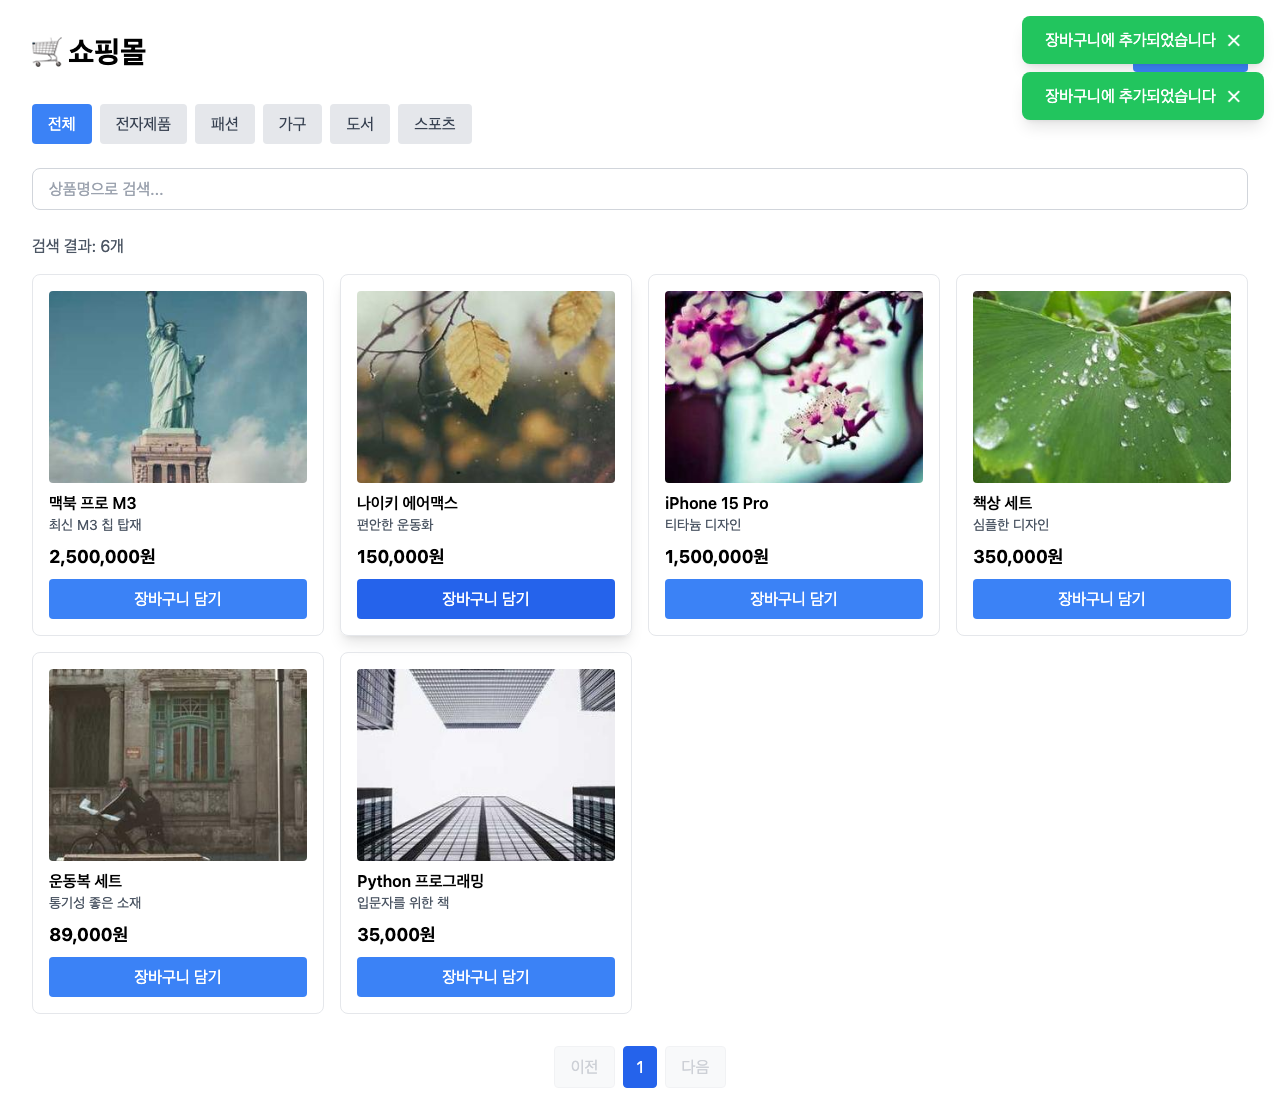 🛒 쇼핑몰
장바구니에 추가되었습니다 ✕
장바구니에 추가되었습니다 ✕
전체 전자제품 패션 가구 도서 스포츠
상품명으로 검색...
검색 결과: 6개
맥북 프로 M3
최신 M3 칩 탑재
2,500,000원
장바구니 담기
나이키 에어맥스
편안한 운동화
150,000원
장바구니 담기
iPhone 15 Pro
티타늄 디자인
1,500,000원
장바구니 담기
책상 세트
심플한 디자인
350,000원
장바구니 담기
운동복 세트
통기성 좋은 소재
89,000원
장바구니 담기
Python 프로그래밍
입문자를 위한 책
35,000원
장바구니 담기
이전 1 다음